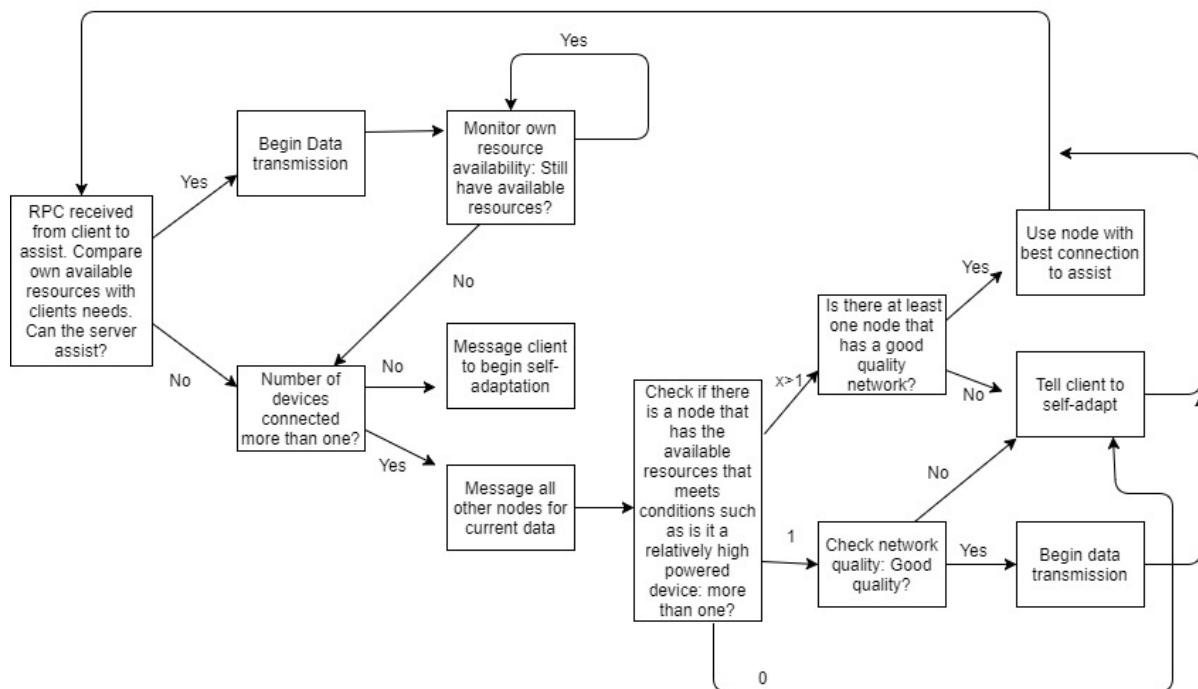 Yes
Begin Data
transmission
Monitor own
resource
availability: Still
have available
resources?
Yes
RPC received
from client to
assist. Compare
own available
resources with
clients needs.
Can the server
assist?
No
No
Number of
devices
connected
more than one?
No
Message client
to begin self-
adaptation
Yes
Message all
other nodes for
current data
Check if there
is a node that
has the
available
resources that
meets
conditions such
as is it a
relatively high
powered
device: more
than one?
x>1
Is there at least
one node that
has a good
quality
network?
Yes
Use node with
best connection
to assist
No
Tell client to
self-adapt
No
1
Check network
quality: Good
quality?
Yes
Begin data
transmission
0